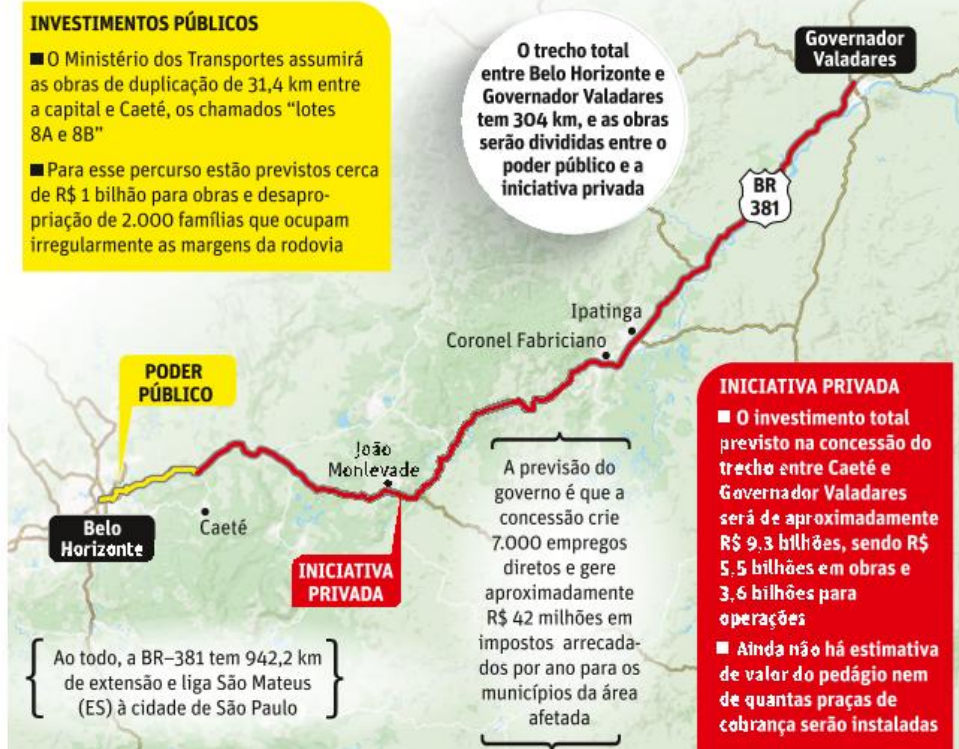 INVESTIMENTOS PÚBLICOS
■ O Ministério dos Transportes assumirá
as obras de duplicação de 31,4 km entre
a capital e Caeté, os chamados “lotes
8A e 8B”
■ Para esse percurso estão previstos cerca
de R$ 1 bilhão para obras e desapro-
priação de 2.000 famílias que ocupam
irregularmente as margens da rodovia
O trecho total
entre Belo Horizonte e
Governador Valadares
tem 304 km, e as obras
serão divididas entre o
poder público e a
iniciativa privada
Governador
Valadares
BR
381
Ipatinga
Coronel Fabriciano
PODER
PÚBLICO
João
Monlevade
Belo
Horizonte
Caeté
INICIATIVA
PRIVADA
A previsão do
governo é que a
concessão crie
7.000 empregos
diretos e gere
aproximadamente
R$ 42 milhões em
impostos arrecada-
dos por ano para os
municípios da área
afetada
INICIATIVA PRIVADA
■ O investimento total
previsto na concessão do
trecho entre Caeté e
Governador Valadares
será de aproximadamente
R$ 9,3 bilhões, sendo R$
5,5 bilhões em obras e
3,6 bilhões para
operações
■ Ainda não há estimativa
de valor do pedágio nem
de quantas praças de
cobrança serão instaladas
Ao todo, a BR–381 tem 942,2 km
de extensão e liga São Mateus
(ES) à cidade de São Paulo